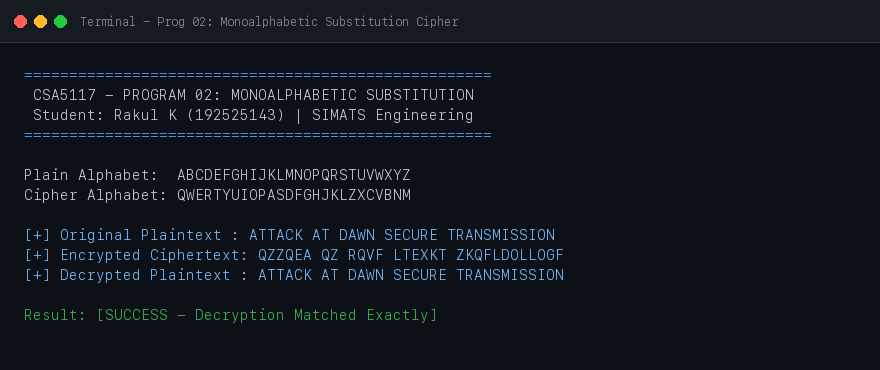 Terminal – Prog 02: Monoalphabetic Substitution Cipher
====================================================
CSA5117 – PROGRAM 02: MONOALPHABETIC SUBSTITUTION
Student: Rakul K (192525143) | SIMATS Engineering
====================================================
Plain Alphabet:  ABCDEFGHIJKLMNOPQRSTUVWXYZ
Cipher Alphabet: QWERTYUIOPASDFGHJKLZXCVBNM
[+] Original Plaintext : ATTACK AT DAWN SECURE TRANSMISSION
[+] Encrypted Ciphertext: QZZQEA QZ RQVF LTEXKT ZKQFLDOLLOGF
[+] Decrypted Plaintext : ATTACK AT DAWN SECURE TRANSMISSION
Result: [SUCCESS – Decryption Matched Exactly]